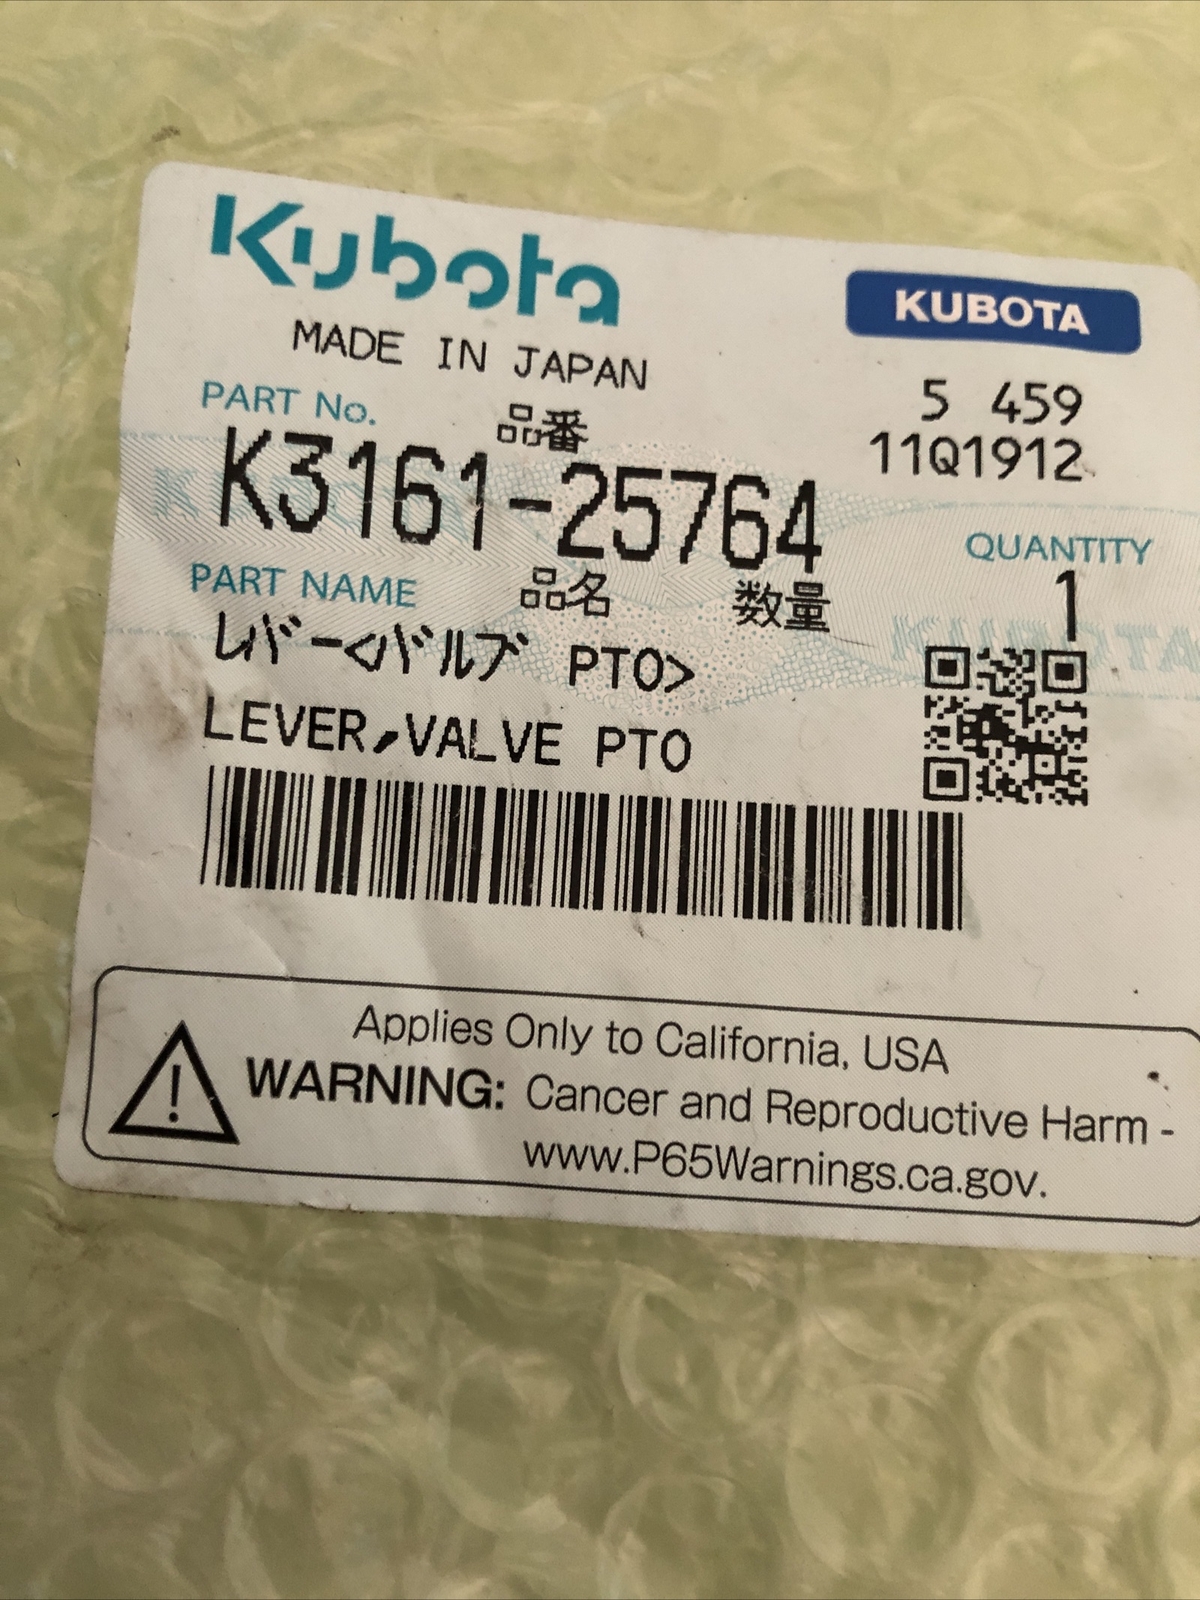 Kubota
KUBOTA
MADE IN JAPAN
5 459
PART No.
品番
11Q1912
K3161-25764
QUANTITY
PART NAME
品名
数量
1
レバー<バルブ PTO>
LEVER,VALVE PTO
Applies Only to California, USA
WARNING: Cancer and Reproductive Harm -
www.P65Warnings.ca.gov.